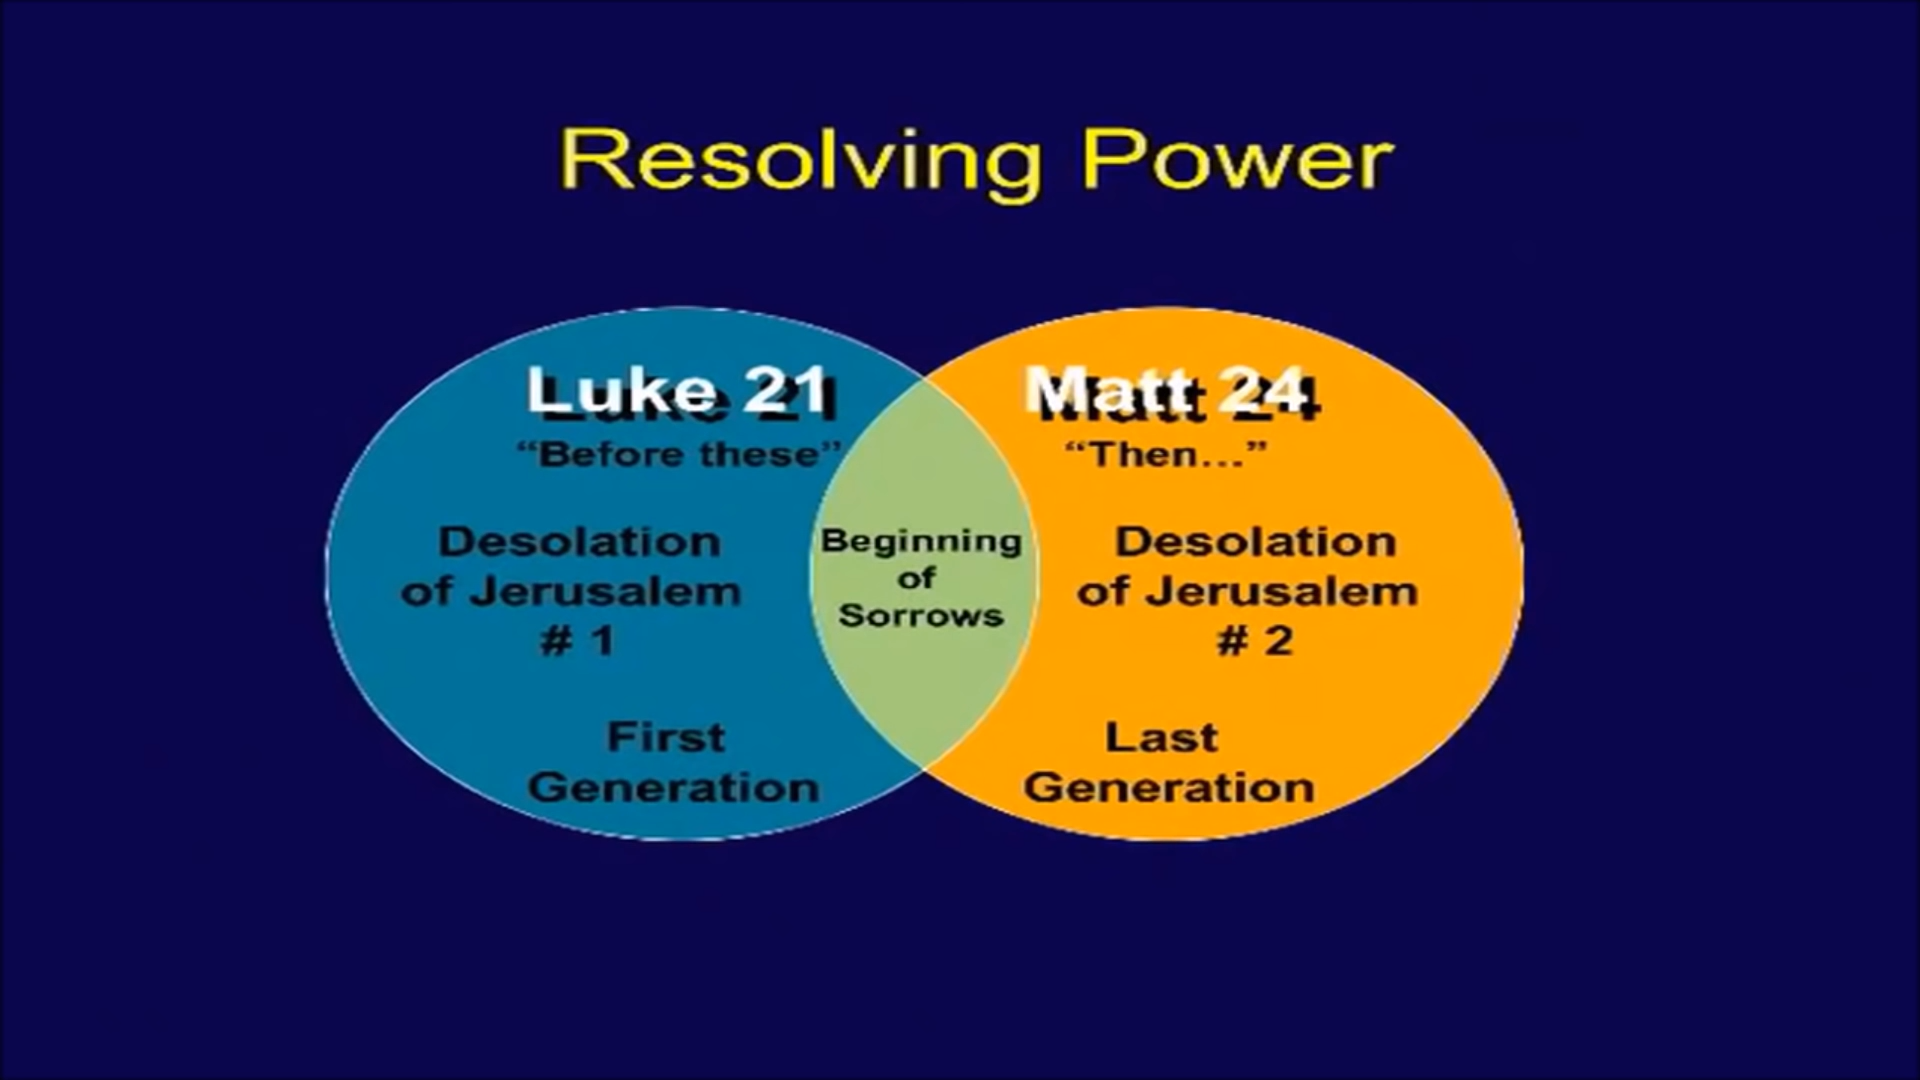 Resolving Power
Luke 21
“Before these”
Desolation
of Jerusalem
# 1
First
Generation
Beginning
of
Sorrows
Matt 24
“Then...”
Desolation
of Jerusalem
# 2
Last
Generation